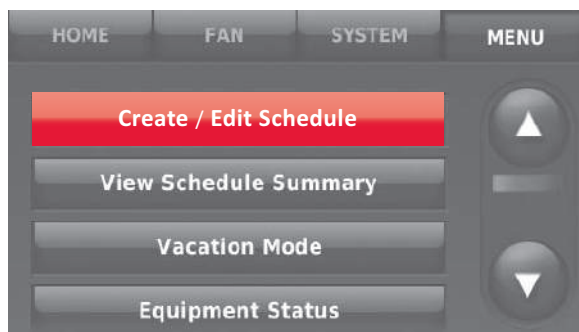 HOME FAN SYSTEM MENU
Create / Edit Schedule
View Schedule Summary
Vacation Mode
Equipment Status